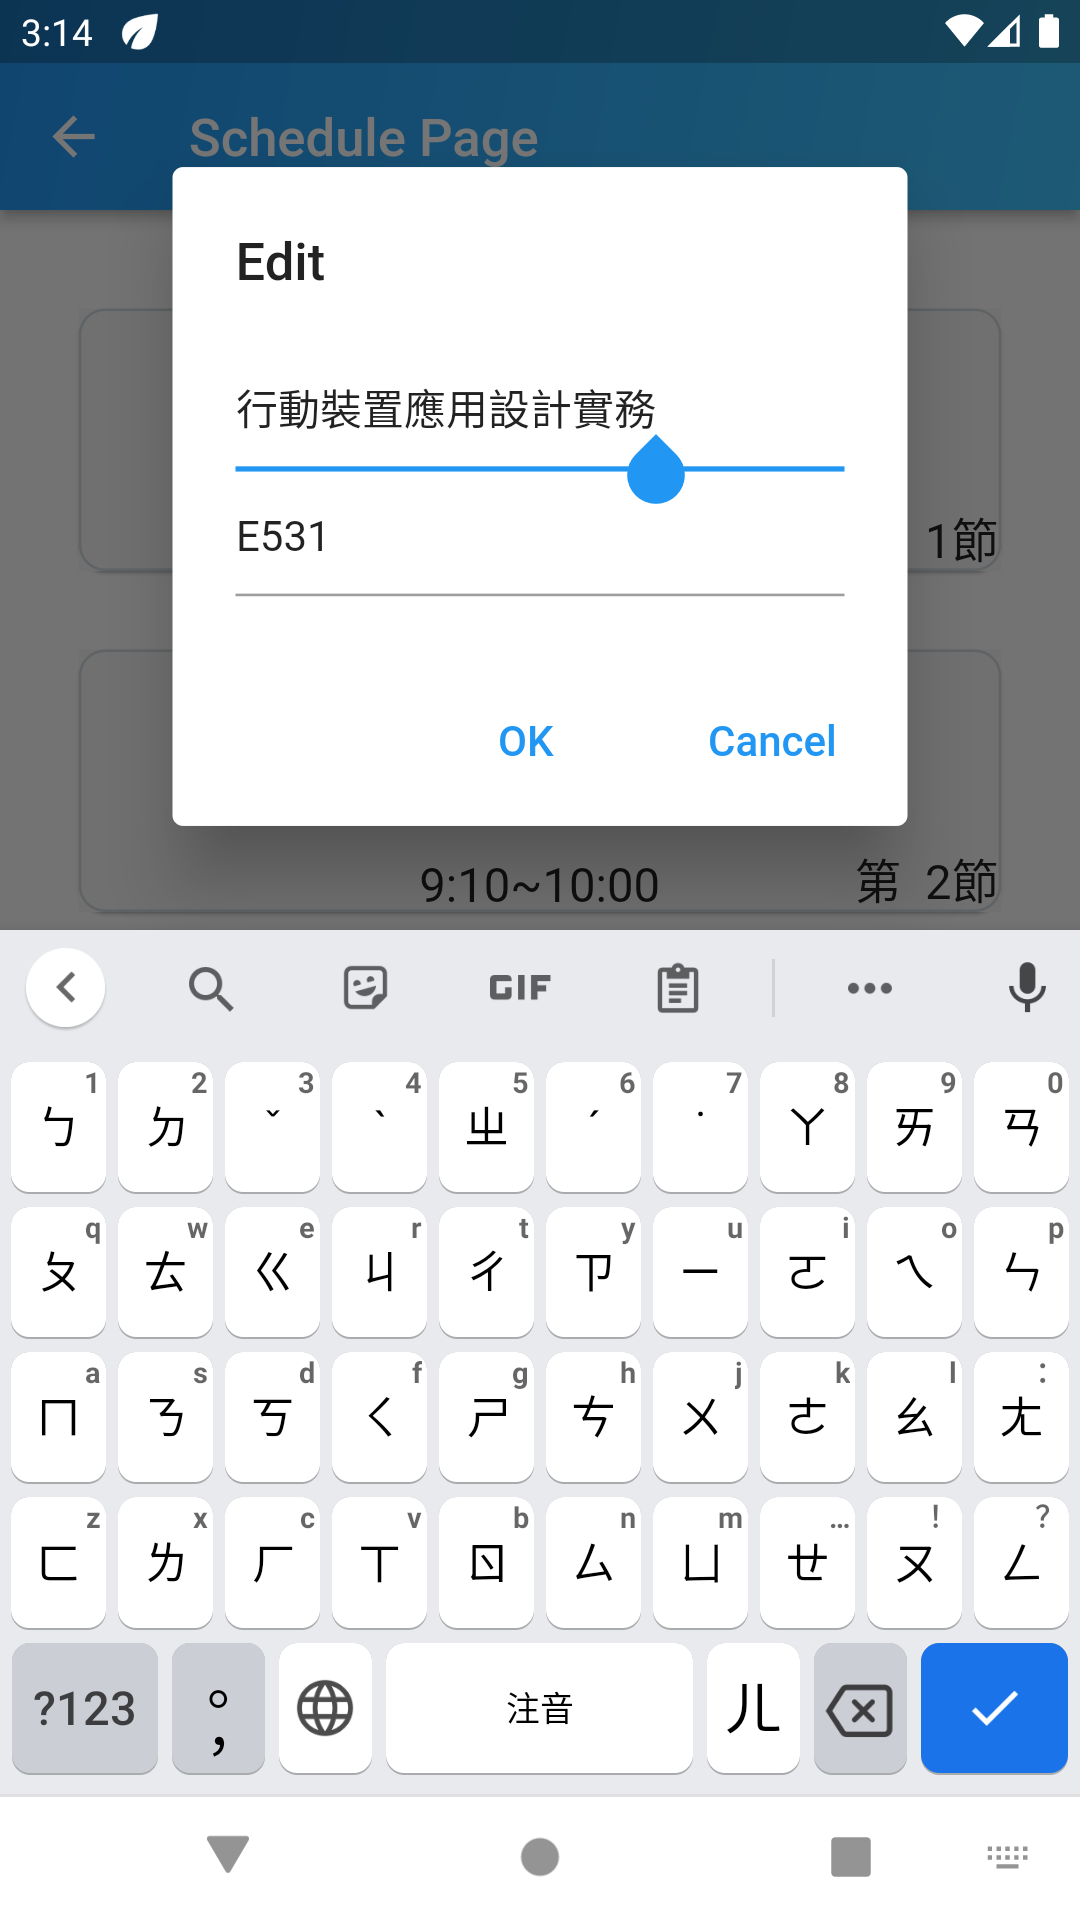 3:14
Schedule Page
Edit
行動裝置應用設計實務
E531
1節
OK Cancel
9:10~10:00 第 2節
GIF
1 2 3 4 5 6 7 8 9 0
ㄅ ㄉ ˇ ˋ ㄓ ˊ ˙ ㄚ ㄞ ㄢ
q w e r t y u i o p
ㄆ ㄊ ㄍ ㄐ ㄔ ㄗ ㄧ ㄛ ㄟ ㄣ
a s d f g h j k l :
ㄇ ㄋ ㄎ ㄑ ㄕ ㄘ ㄨ ㄜ ㄠ ㄤ
z x c v b n m … ! ?
ㄈ ㄌ ㄏ ㄒ ㄖ ㄙ ㄩ ㄝ ㄡ ㄥ
?123 。, 注音 ㄦ